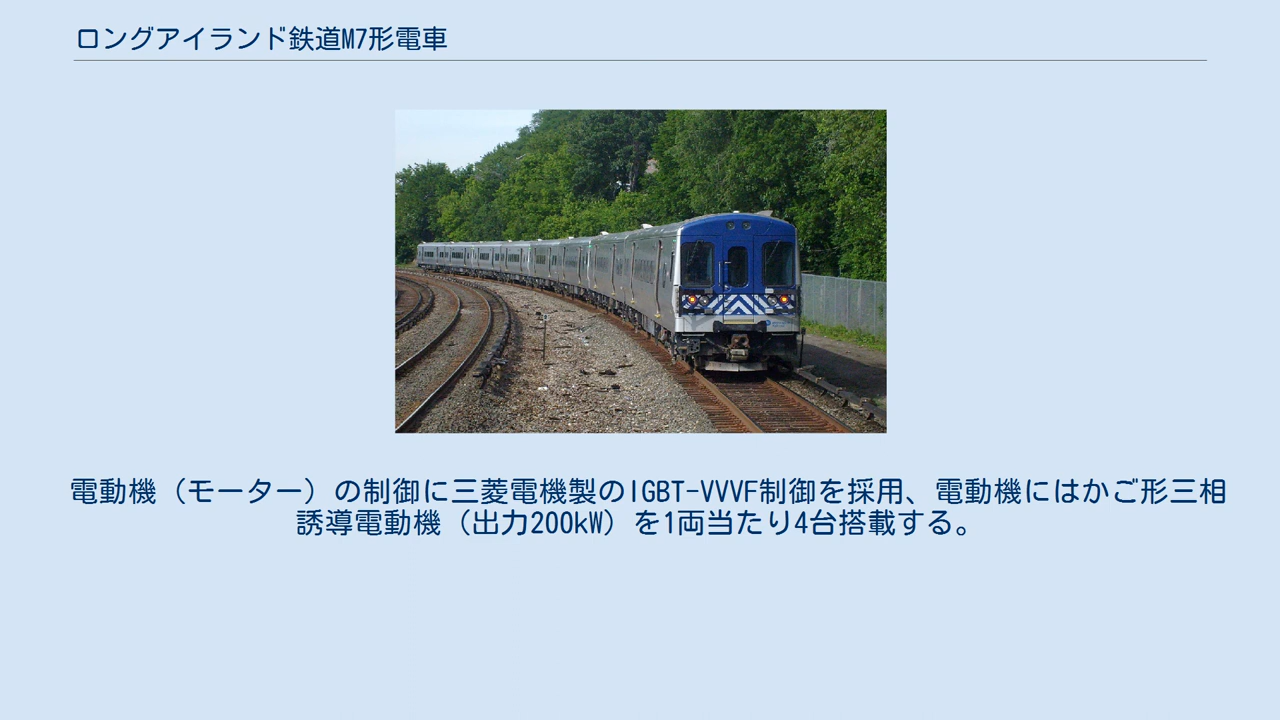 ロングアイランド鉄道M7形電車
電動機（モーター）の制御に三菱電機製のIGBT-VVVF制御を採用、電動機にはかご形三相
誘導電動機（出力200kW）を1両当たり4台搭載する。